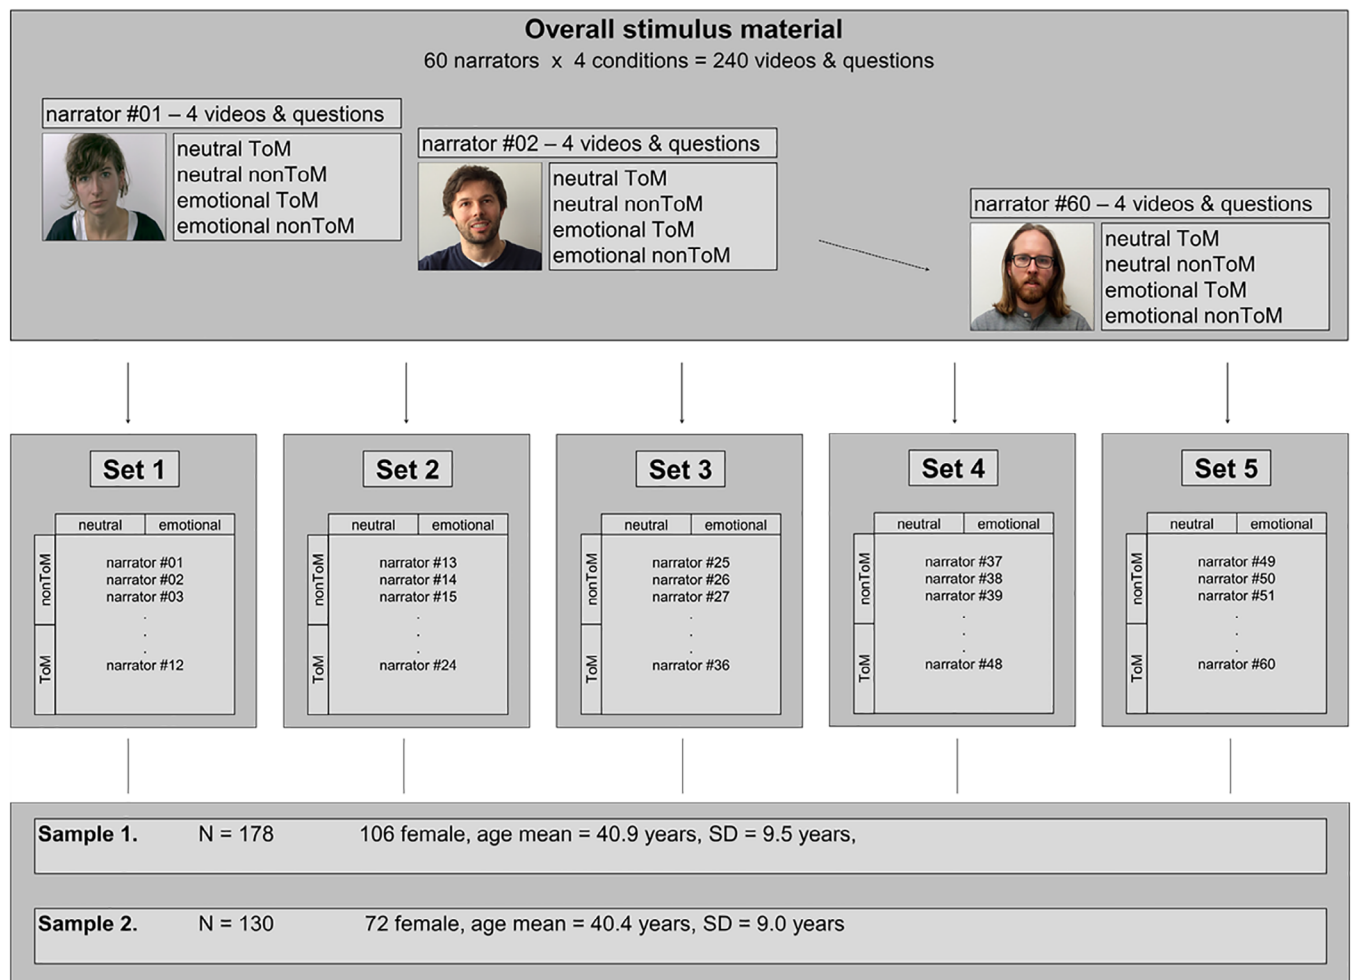 Overall stimulus material
60 narrators x 4 conditions = 240 videos & questions
narrator #01 – 4 videos & questions
neutral ToM
neutral nonToM
emotional ToM
emotional nonToM
narrator #02 – 4 videos & questions
neutral ToM
neutral nonToM
emotional ToM
emotional nonToM
narrator #60 – 4 videos & questions
neutral ToM
neutral nonToM
emotional ToM
emotional nonToM
Set 1
neutral emotional
nonToM
ToM
narrator #01
narrator #02
narrator #03
.
.
.
narrator #12
Set 2
neutral emotional
nonToM
ToM
narrator #13
narrator #14
narrator #15
.
.
.
narrator #24
Set 3
neutral emotional
nonToM
ToM
narrator #25
narrator #26
narrator #27
.
.
.
narrator #36
Set 4
neutral emotional
nonToM
ToM
narrator #37
narrator #38
narrator #39
.
.
.
narrator #48
Set 5
neutral emotional
nonToM
ToM
narrator #49
narrator #50
narrator #51
.
.
.
narrator #60
Sample 1. N = 178 106 female, age mean = 40.9 years, SD = 9.5 years,
Sample 2. N = 130 72 female, age mean = 40.4 years, SD = 9.0 years